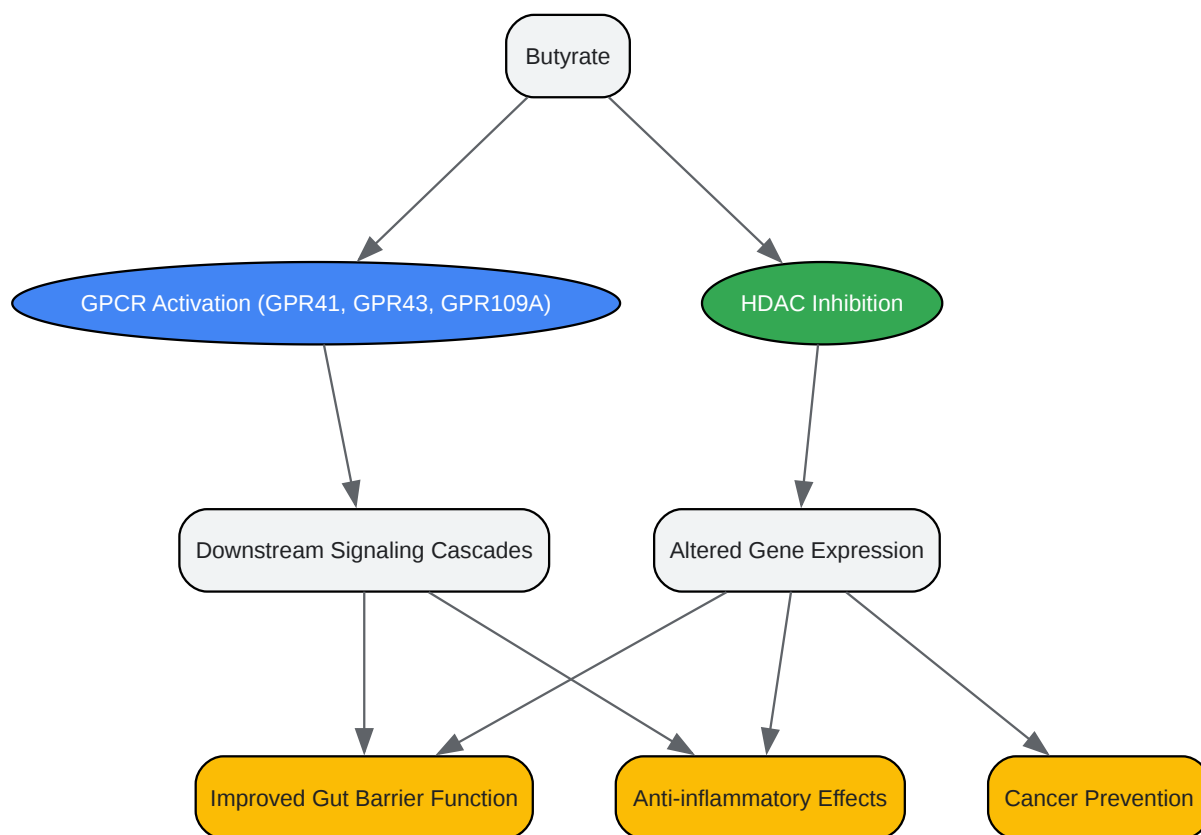 Butyrate
GPCR Activation (GPR41, GPR43, GPR109A)
HDAC Inhibition
Downstream Signaling Cascades
Altered Gene Expression
Improved Gut Barrier Function
Anti-inflammatory Effects
Cancer Prevention